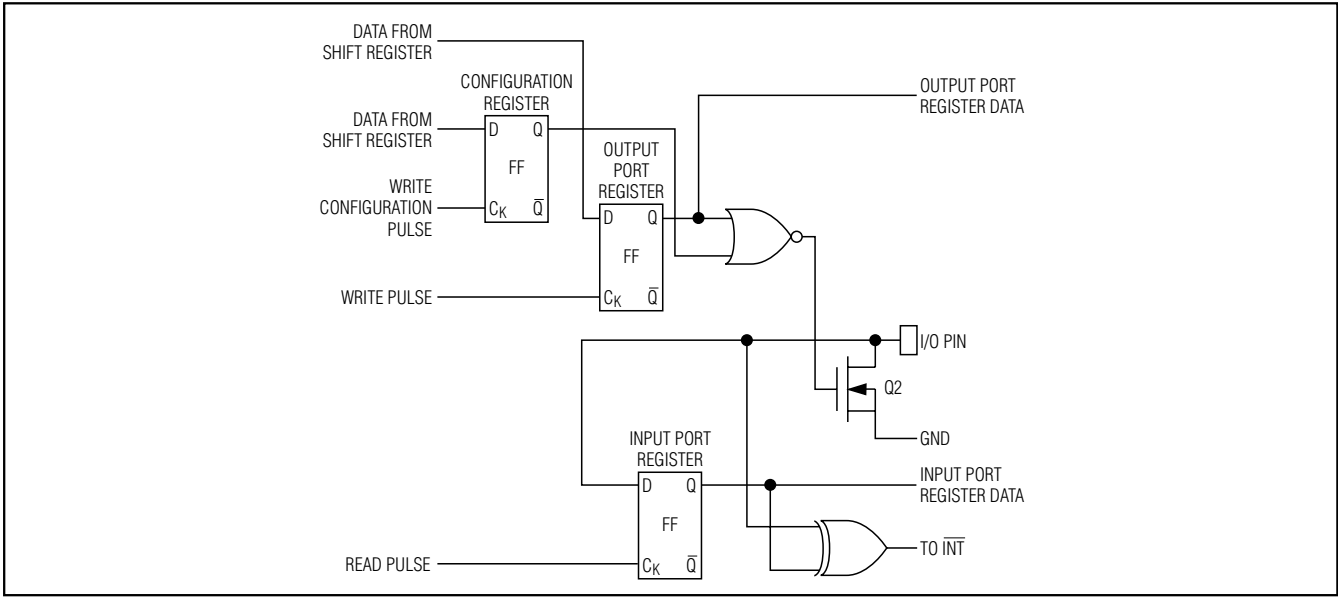 DATA FROM
SHIFT REGISTER
CONFIGURATION
REGISTER
DATA FROM
SHIFT REGISTER
D Q
FF
WRITE
CONFIGURATION
PULSE
CK Q̅
OUTPUT
PORT
REGISTER
D Q
FF
CK Q̅
WRITE PULSE
OUTPUT PORT
REGISTER DATA
I/O PIN
Q2
GND
INPUT PORT
REGISTER
D Q
FF
CK Q̅
READ PULSE
INPUT PORT
REGISTER DATA
TO I̅N̅T̅